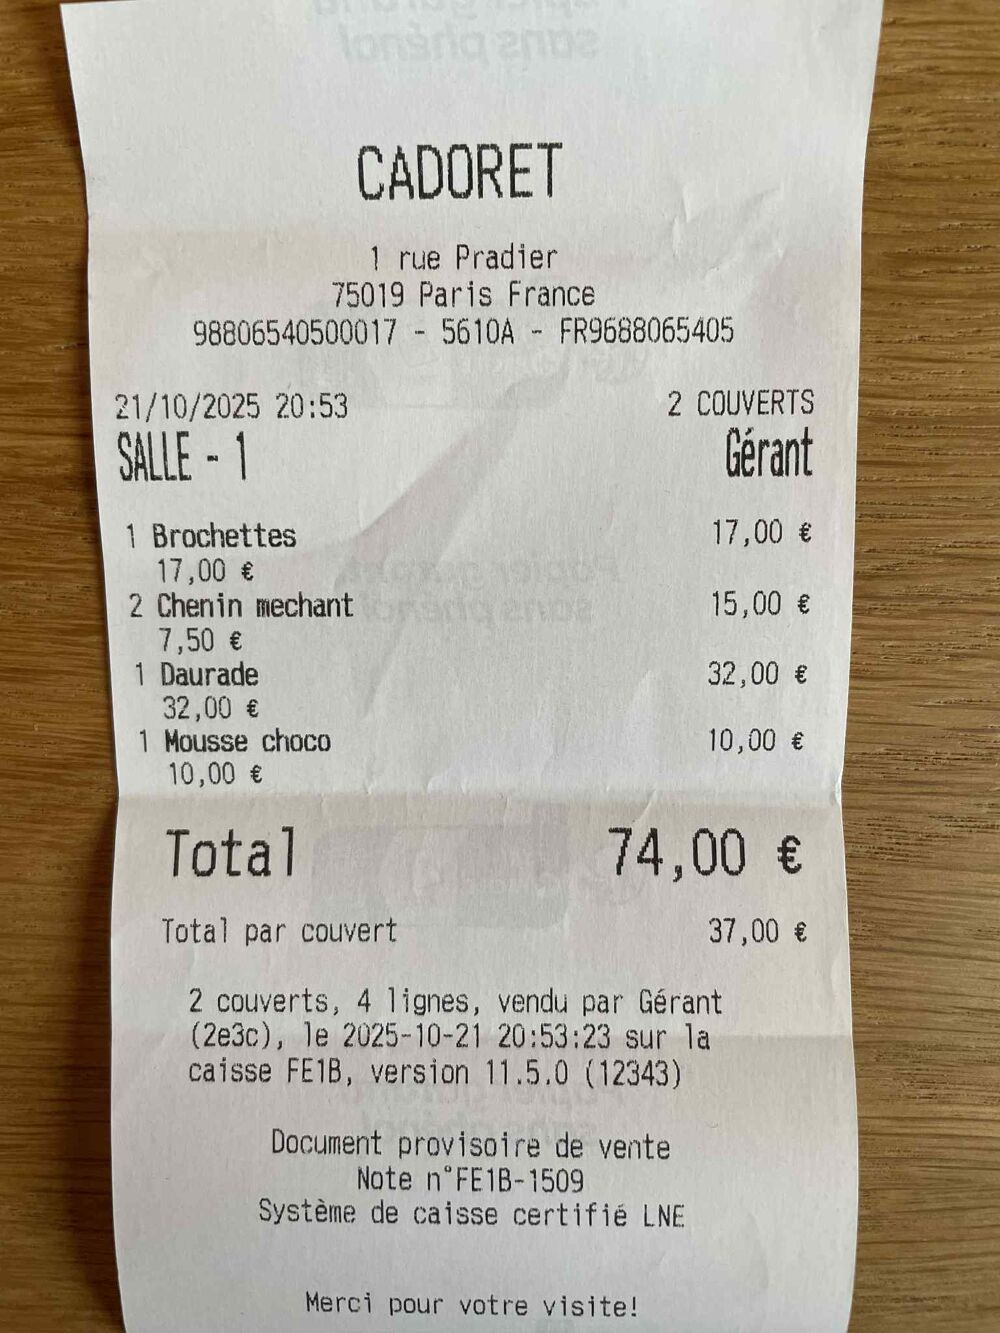 CADORET
1 rue Pradier
75019 Paris France
98806540500017 - 5610A - FR9688065405
21/10/2025 20:53 2 COUVERTS
SALLE - 1 Gérant
1 Brochettes 17,00 €
17,00 €
2 Chenin mechant 15,00 €
7,50 €
1 Daurade 32,00 €
32,00 €
1 Mousse choco 10,00 €
10,00 €
Total 74,00 €
Total par couvert 37,00 €
2 couverts, 4 lignes, vendu par Gérant
(2e3c), le 2025-10-21 20:53:23 sur la
caisse FE1B, version 11.5.0 (12343)
Document provisoire de vente
Note n°FE1B-1509
Système de caisse certifié LNE
Merci pour votre visite!